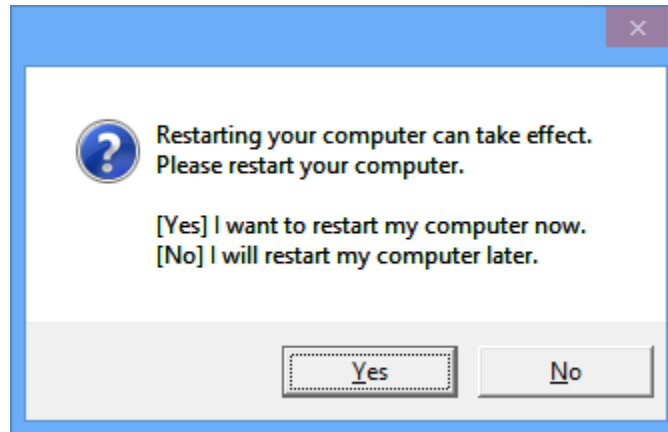 Restarting your computer can take effect.
Please restart your computer.
[Yes] I want to restart my computer now.
[No] I will restart my computer later.
Yes
No